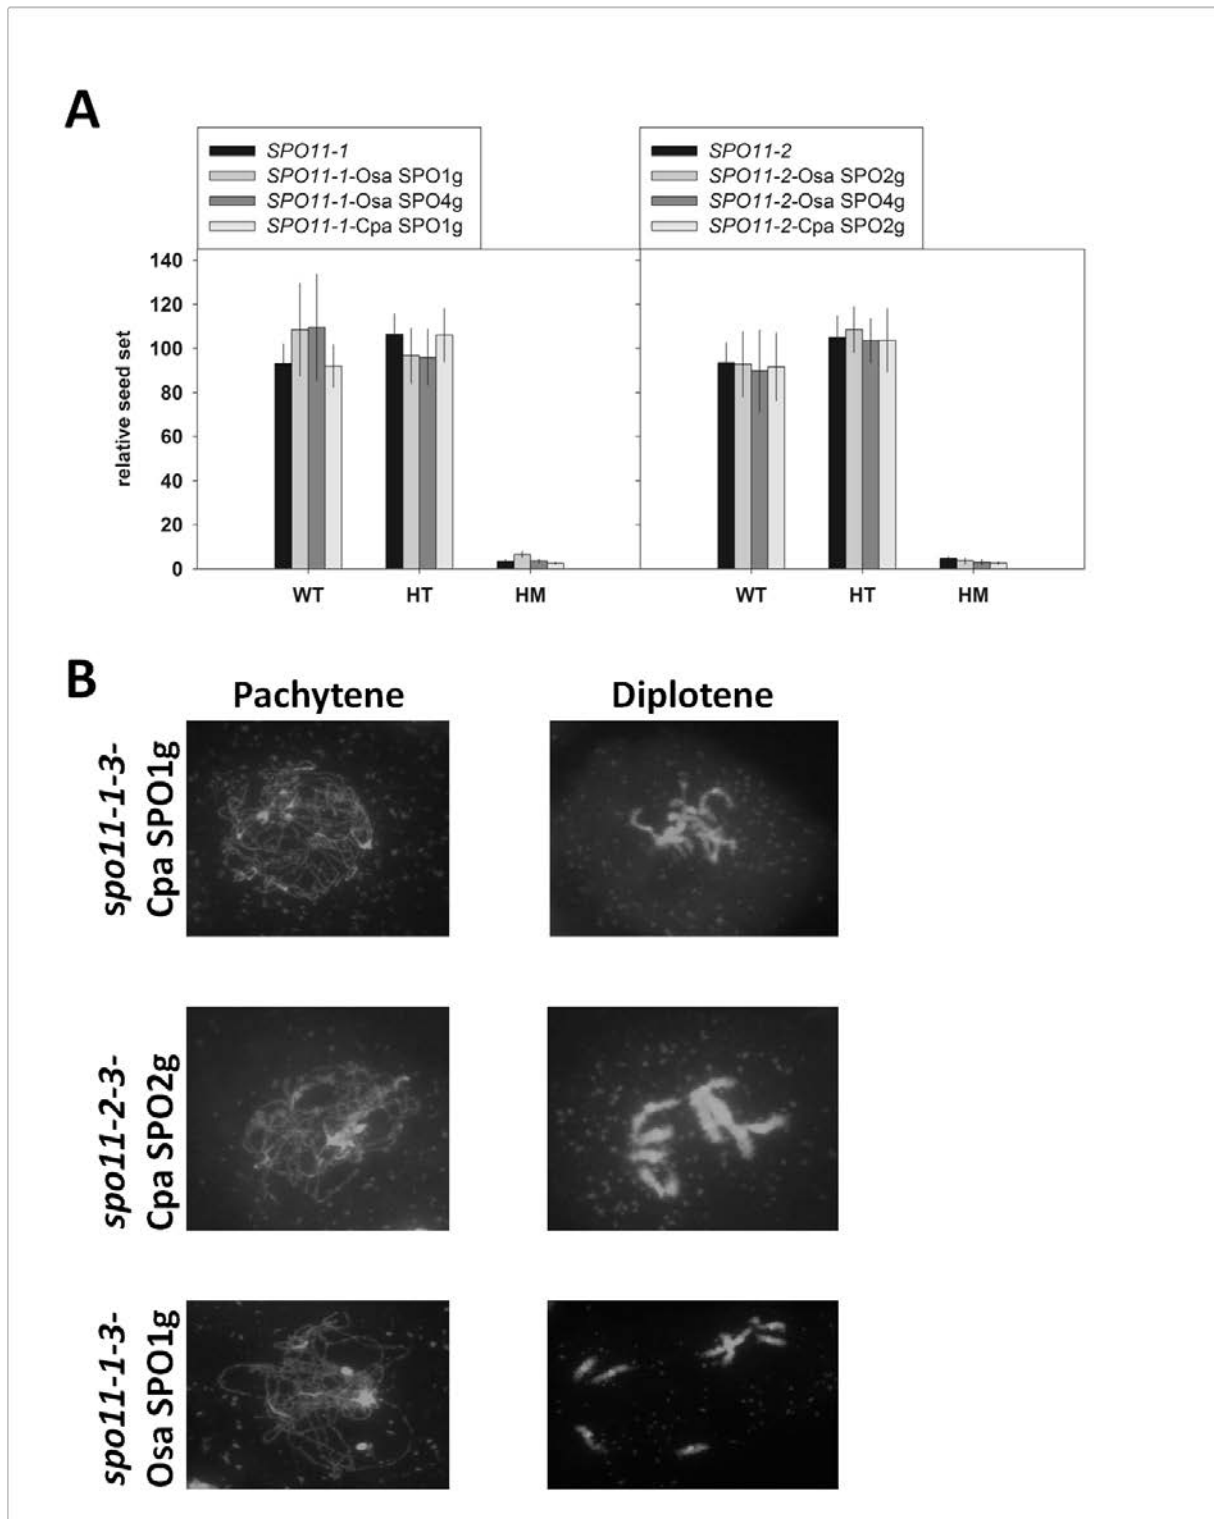 A
SPO11-1
SPO11-1-Osa SPO1g
SPO11-1-Osa SPO4g
SPO11-1-Cpa SPO1g
SPO11-2
SPO11-2-Osa SPO2g
SPO11-2-Osa SPO4g
SPO11-2-Cpa SPO2g
relative seed set
140
120
100
80
60
40
20
0
WT
HT
HM
WT
HT
HM
B
Pachytene
Diplotene
spo11-1-3-
Cpa SPO1g
spo11-2-3-
Cpa SPO2g
spo11-1-3-
Osa SPO1g